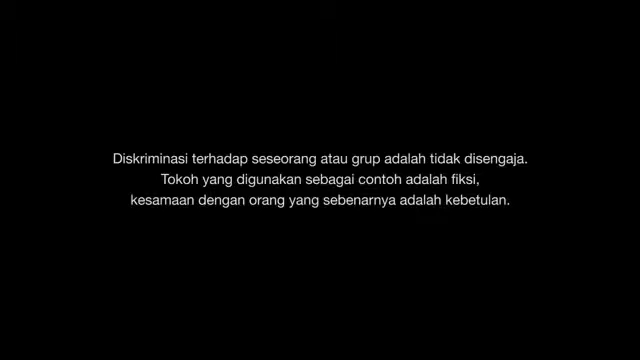 Diskriminasi terhadap seseorang atau grup adalah tidak disengaja.
Tokoh yang digunakan sebagai contoh adalah fiksi,
kesamaan dengan orang yang sebenarnya adalah kebetulan.